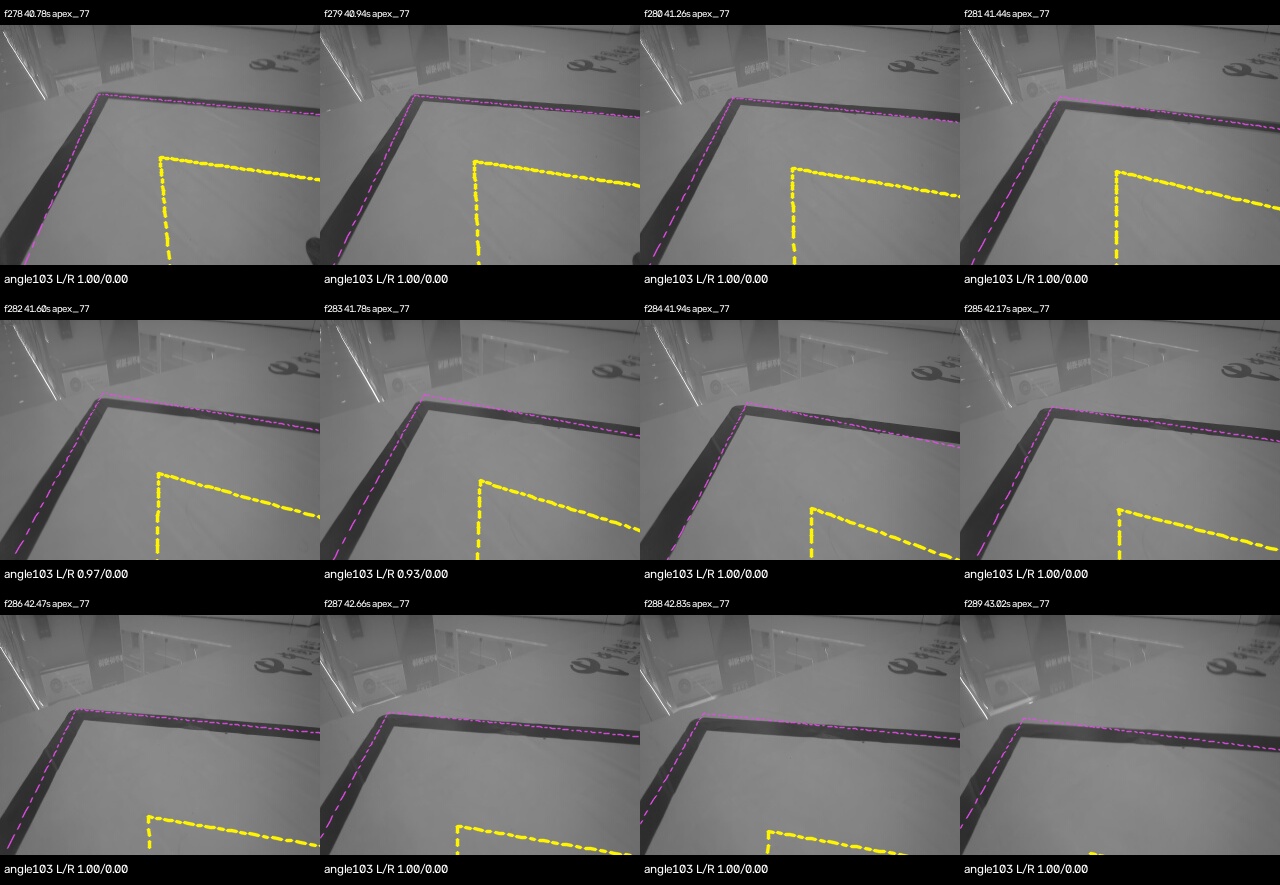 f278 40.78s apex_77
f279 40.94s apex_77
f280 41.26s apex_77
f281 41.44s apex_77
angle103 L/R 1.00/0.00
angle103 L/R 1.00/0.00
angle103 L/R 1.00/0.00
angle103 L/R 1.00/0.00
f282 41.60s apex_77
f283 41.78s apex_77
f284 41.94s apex_77
f285 42.17s apex_77
angle103 L/R 0.97/0.00
angle103 L/R 0.93/0.00
angle103 L/R 1.00/0.00
angle103 L/R 1.00/0.00
f286 42.47s apex_77
f287 42.66s apex_77
f288 42.83s apex_77
f289 43.02s apex_77
angle103 L/R 1.00/0.00
angle103 L/R 1.00/0.00
angle103 L/R 1.00/0.00
angle103 L/R 1.00/0.00